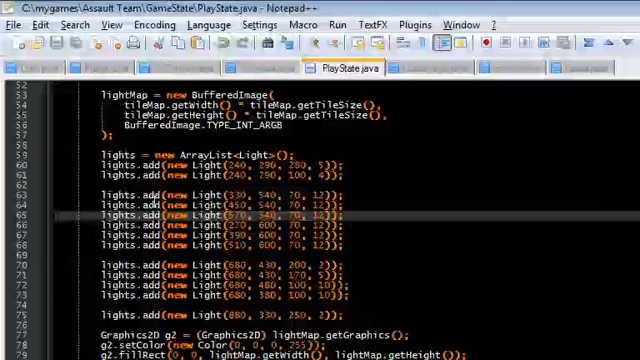 C:\mygames\Assault Team\GameState\PlayState.java - Notepad++
File Edit Search View Encoding Language Settings Macro Run TextFX Plugins Window ?
PlayState.java
52
53 lightMap = new BufferedImage(
54 tileMap.getWidth() * tileMap.getTileSize(),
55 tileMap.getHeight() * tileMap.getTileSize(),
56 BufferedImage.TYPE_INT_ARGB
57 );
58
59 lights = new ArrayList<Light>();
60 lights.add(new Light(240, 290, 280, 5));
61 lights.add(new Light(240, 290, 100, 4));
62
63 lights.add(new Light(330, 540, 70, 12));
64 lights.add(new Light(450, 540, 70, 12));
65 lights.add(new Light(570, 540, 70, 12));
66 lights.add(new Light(270, 600, 70, 12));
67 lights.add(new Light(390, 600, 70, 12));
68 lights.add(new Light(510, 600, 70, 12));
69
70 lights.add(new Light(680, 430, 200, 2));
71 lights.add(new Light(680, 430, 170, 5));
72 lights.add(new Light(680, 480, 100, 10));
73 lights.add(new Light(680, 380, 100, 10));
74
75 lights.add(new Light(880, 330, 250, 2));
76
77 Graphics2D g2 = (Graphics2D) lightMap.getGraphics();
78 g2.setColor(new Color(0, 0, 0, 255));
79 g2.fillRect(0, 0, lightMap.getWidth(), lightMap.getHeight());